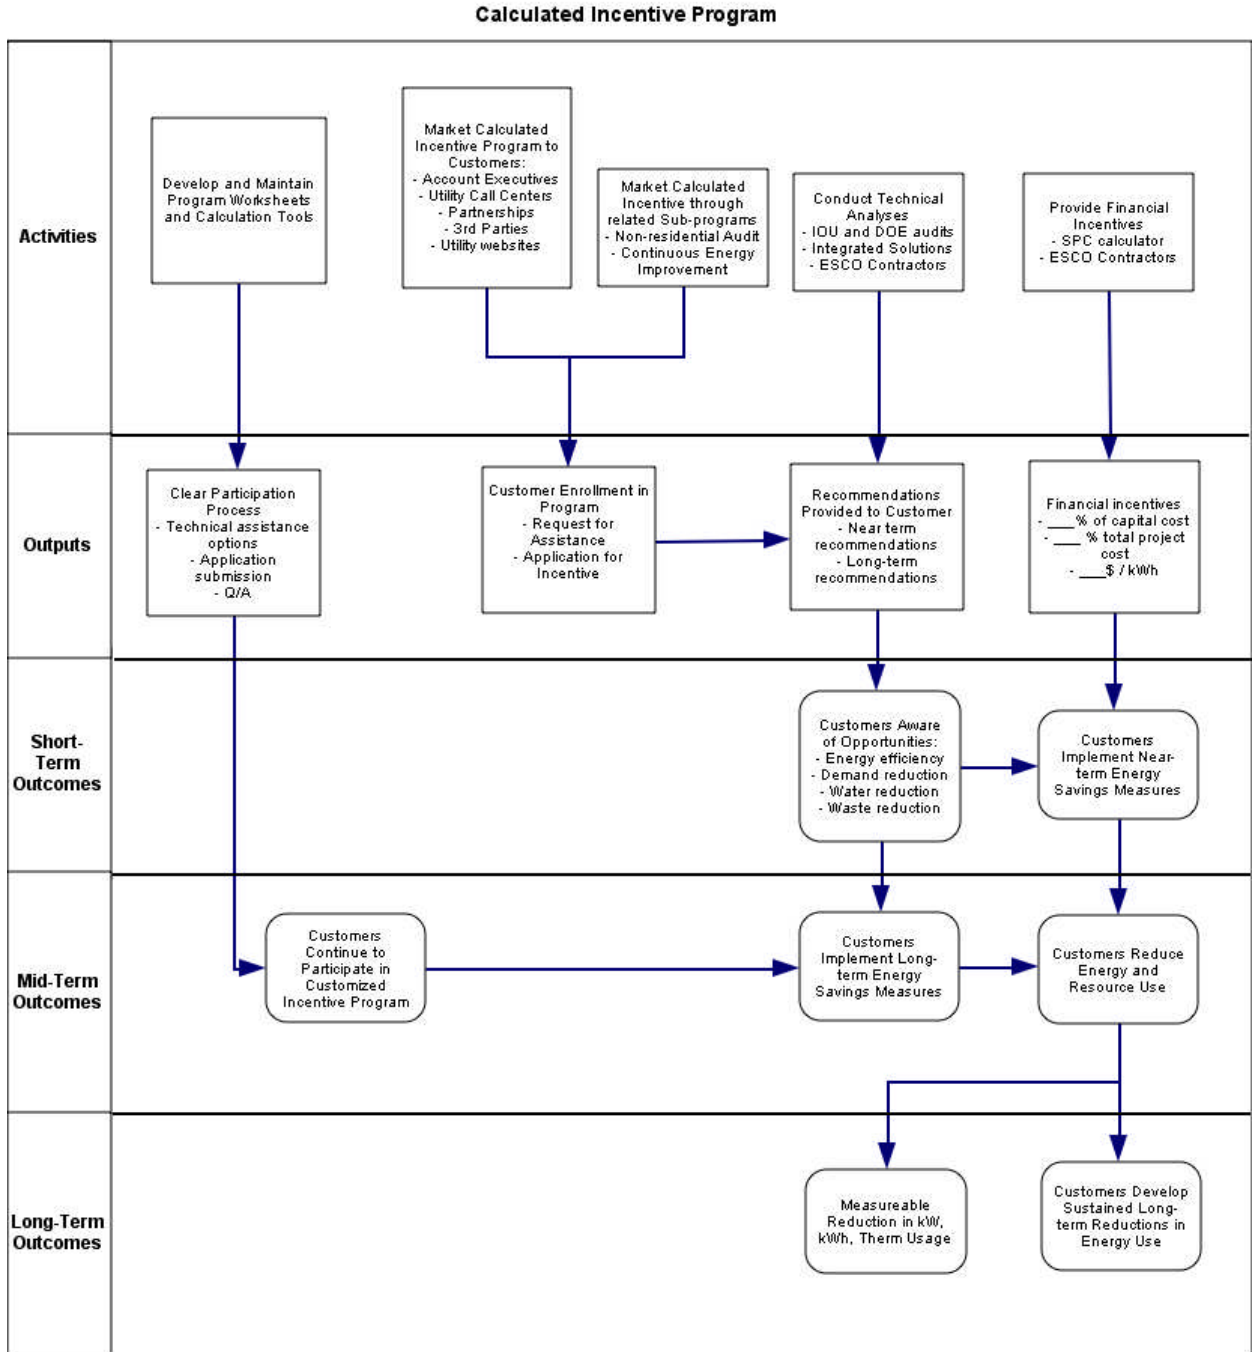 Calculated Incentive Program
Activities
Develop and Maintain
Program Worksheets
and Calculation Tools
Market Calculated
Incentive Program to
Customers:
- Account Executives
- Utility Call Centers
- Partnerships
- 3rd Parties
- Utility websites
Market Calculated
Incentive through
related Sub-programs
- Non-residential Audit
- Continuous Energy
Improvement
Conduct Technical
Analyses
- IOU and DOE audits
- Integrated Solutions
- ESCO Contractors
Provide Financial
Incentives
- SPC calculator
- ESCO Contractors
Outputs
Clear Participation
Process
- Technical assistance
options
- Application
submission
- Q/A
Customer Enrollment in
Program
- Request for
Assistance
- Application for
Incentive
Recommendations
Provided to Customer
- Near term
recommendations
- Long-term
recommendations
Financial incentives
- ___% of capital cost
- ___ % total project
cost
- ___$ / kWh
Short-
Term
Outcomes
Customers Aware
of Opportunities:
- Energy efficiency
- Demand reduction
- Water reduction
- Waste reduction
Customers
Implement Near-
term Energy
Savings Measures
Mid-Term
Outcomes
Customers
Continue to
Participate in
Customized
Incentive Program
Customers
Implement Long-
term Energy
Savings Measures
Customers Reduce
Energy and
Resource Use
Long-Term
Outcomes
Measureable
Reduction in kW,
kWh, Therm Usage
Customers Develop
Sustained Long-
term Reductions in
Energy Use